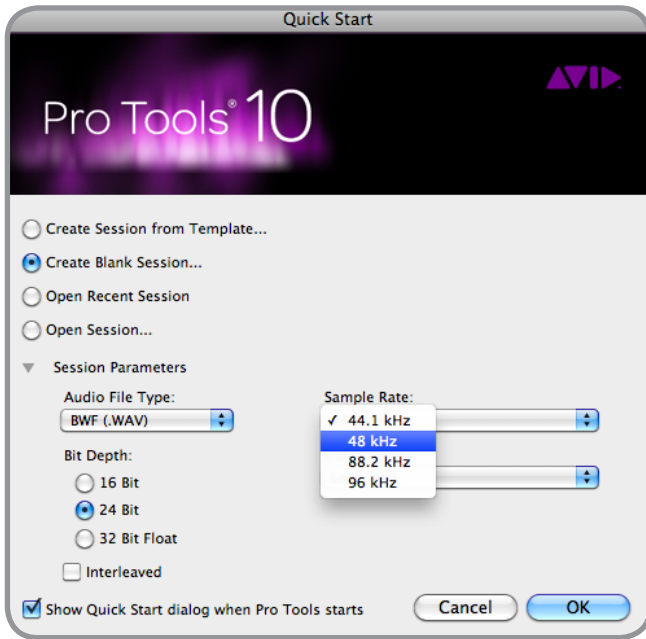 Quick Start
AVID
Pro Tools® 10
Create Session from Template...
Create Blank Session...
Open Recent Session
Open Session...
Session Parameters
Audio File Type:
BWF (.WAV)
Sample Rate:
✓ 44.1 kHz
48 kHz
88.2 kHz
96 kHz
Bit Depth:
16 Bit
24 Bit
32 Bit Float
Interleaved
Show Quick Start dialog when Pro Tools starts
Cancel
OK